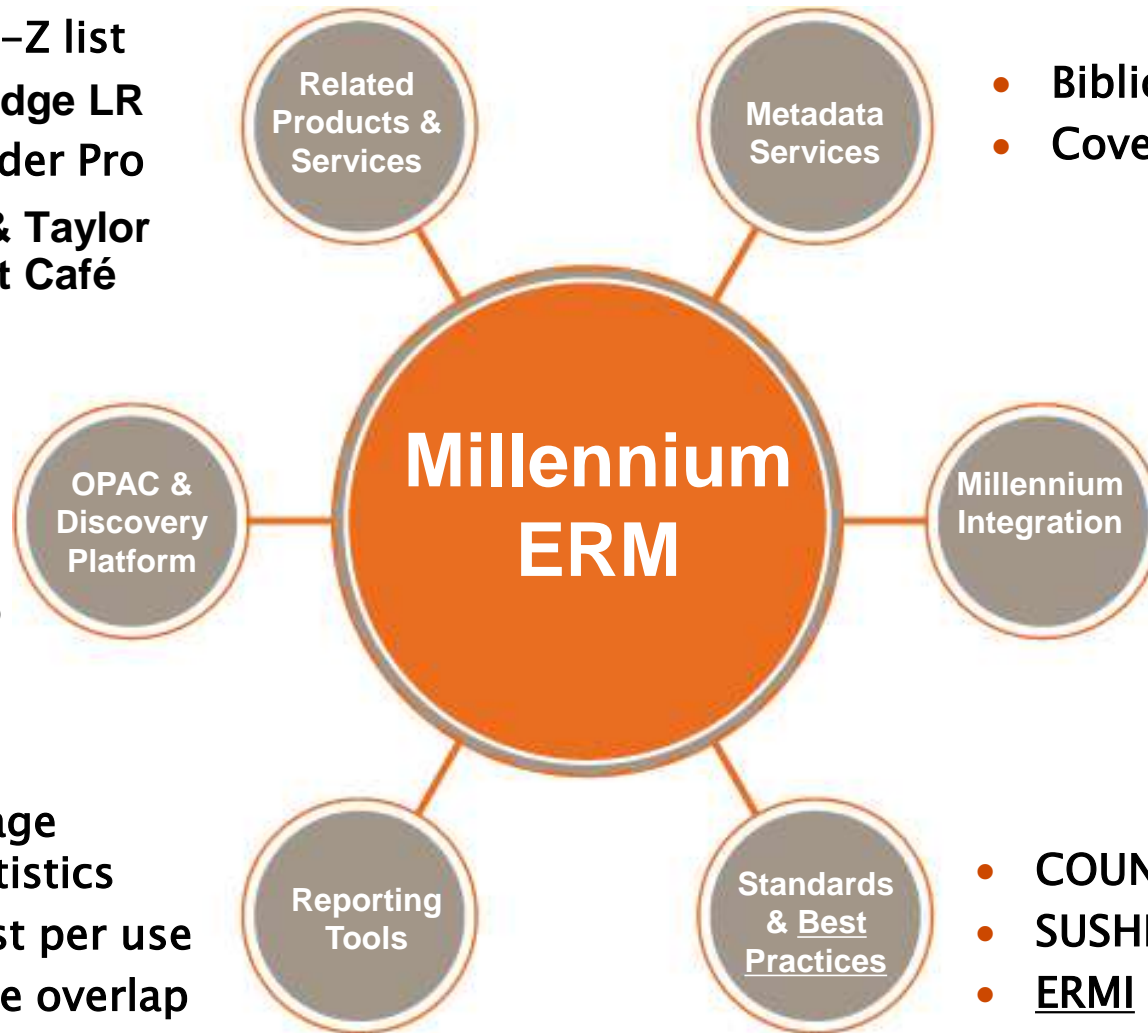 –Z list
dge LR
der Pro
& Taylor
t Café
Related
Products &
Services
Metadata
Services
• Biblio
• Cove
OPAC &
Discovery
Platform
Millennium
ERM
Millennium
Integration
age
tistics
st per use
e overlap
Reporting
Tools
Standards
& Best
Practices
• COUN
• SUSHI
• ERMI